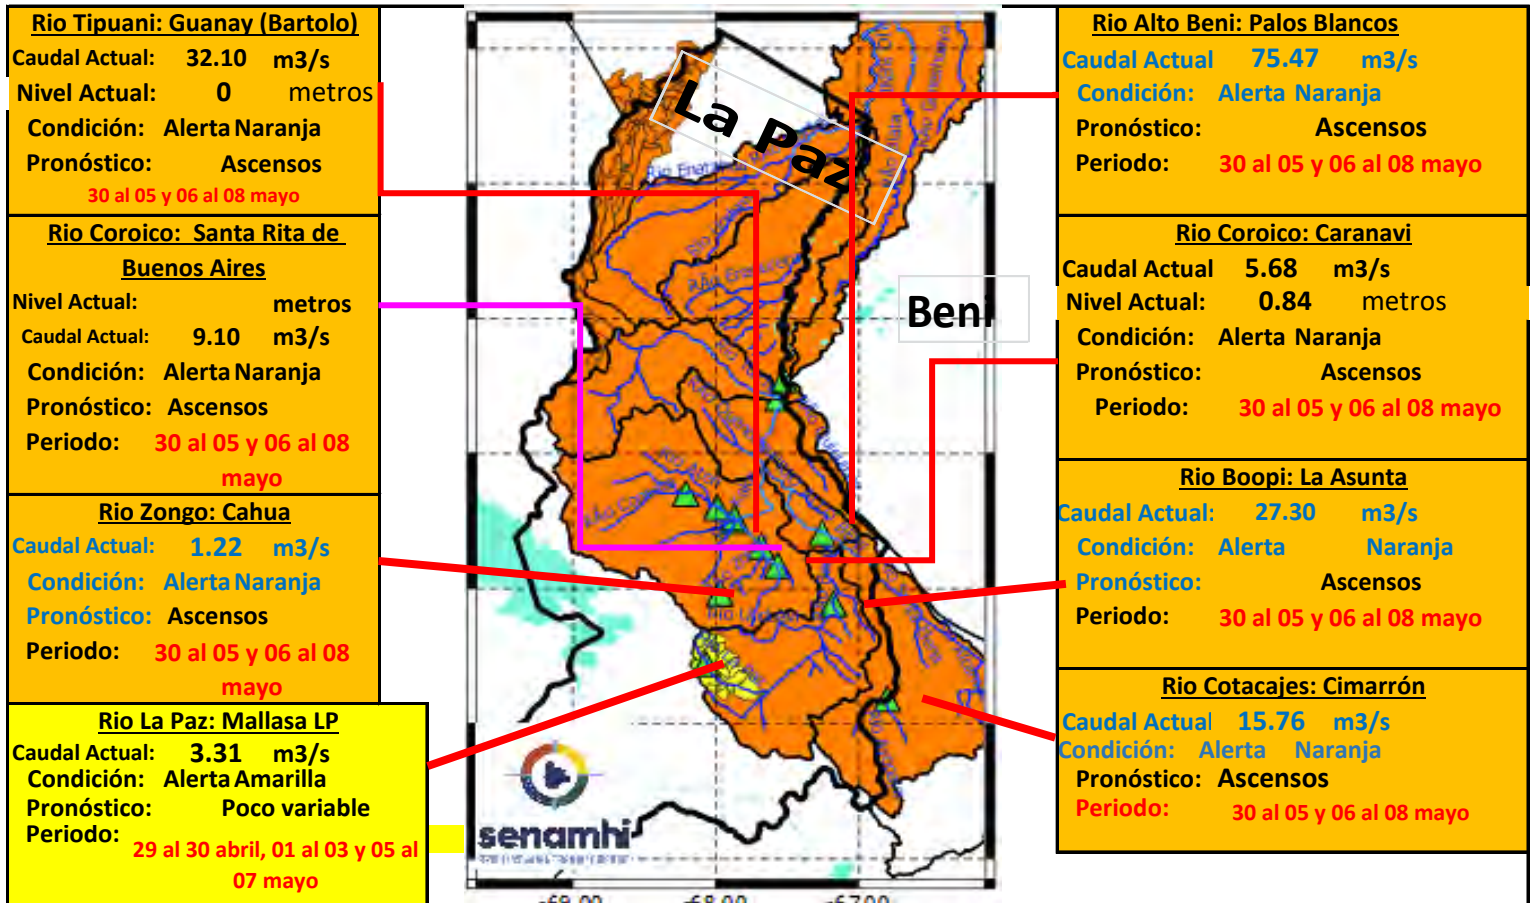 Rio Tipuani: Guanay (Bartolo)
Caudal Actual: 32.10 m3/s
Nivel Actual: 0 metros
Condición: Alerta Naranja
Pronóstico: Ascensos
30 al 05 y 06 al 08 mayo
Rio Coroico: Santa Rita de
Buenos Aires
Nivel Actual: metros
Caudal Actual: 9.10 m3/s
Condición: Alerta Naranja
Pronóstico: Ascensos
Periodo: 30 al 05 y 06 al 08
mayo
Rio Zongo: Cahua
Caudal Actual: 1.22 m3/s
Condición: Alerta Naranja
Pronóstico: Ascensos
Periodo: 30 al 05 y 06 al 08
mayo
Rio La Paz: Mallasa LP
Caudal Actual: 3.31 m3/s
Condición: Alerta Amarilla
Pronóstico: Poco variable
Periodo:
29 al 30 abril, 01 al 03 y 05 al
07 mayo
La Paz
Beni
senamhi
-69.00 -68.00 -67.00
Rio Alto Beni: Palos Blancos
Caudal Actual 75.47 m3/s
Condición: Alerta Naranja
Pronóstico: Ascensos
Periodo: 30 al 05 y 06 al 08 mayo
Rio Coroico: Caranavi
Caudal Actual 5.68 m3/s
Nivel Actual: 0.84 metros
Condición: Alerta Naranja
Pronóstico: Ascensos
Periodo: 30 al 05 y 06 al 08 mayo
Rio Boopi: La Asunta
Caudal Actual: 27.30 m3/s
Condición: Alerta Naranja
Pronóstico: Ascensos
Periodo: 30 al 05 y 06 al 08 mayo
Rio Cotacajes: Cimarrón
Caudal Actual 15.76 m3/s
Condición: Alerta Naranja
Pronóstico: Ascensos
Periodo: 30 al 05 y 06 al 08 mayo